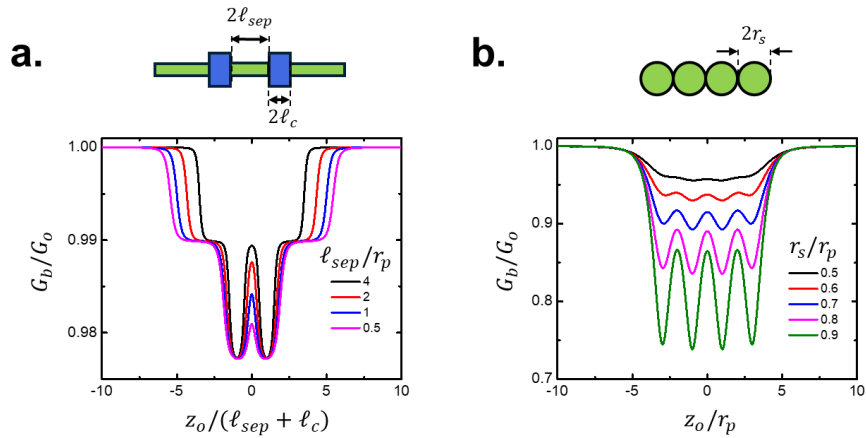 a.
2ℓsep
2ℓc
1.00
0.99
0.98
Gb/Go
ℓsep/rp
4
2
1
0.5
-10 -5 0 5 10
zo/(ℓsep + ℓc)
b.
2rs
1.0
0.9
0.8
0.7
Gb/Go
rs/rp
0.5
0.6
0.7
0.8
0.9
-10 -5 0 5 10
zo/rp